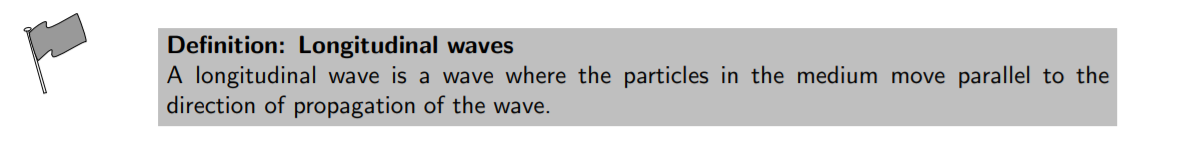 Definition: Longitudinal waves
A longitudinal wave is a wave where the particles in the medium move parallel to the
direction of propagation of the wave.